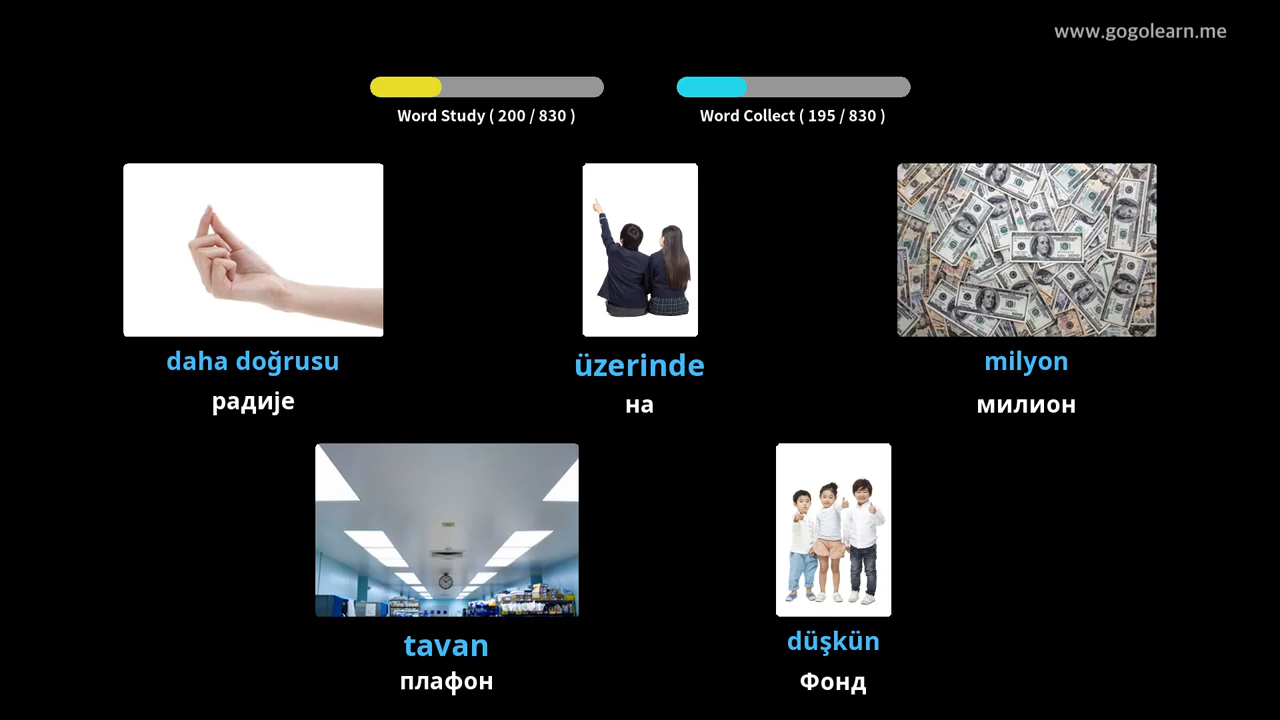 www.gogolearn.me
Word Study ( 200 / 830 )
Word Collect ( 195 / 830 )
daha doğrusu
радије
üzerinde
на
milyon
милион
tavan
плафон
düşkün
Фонд